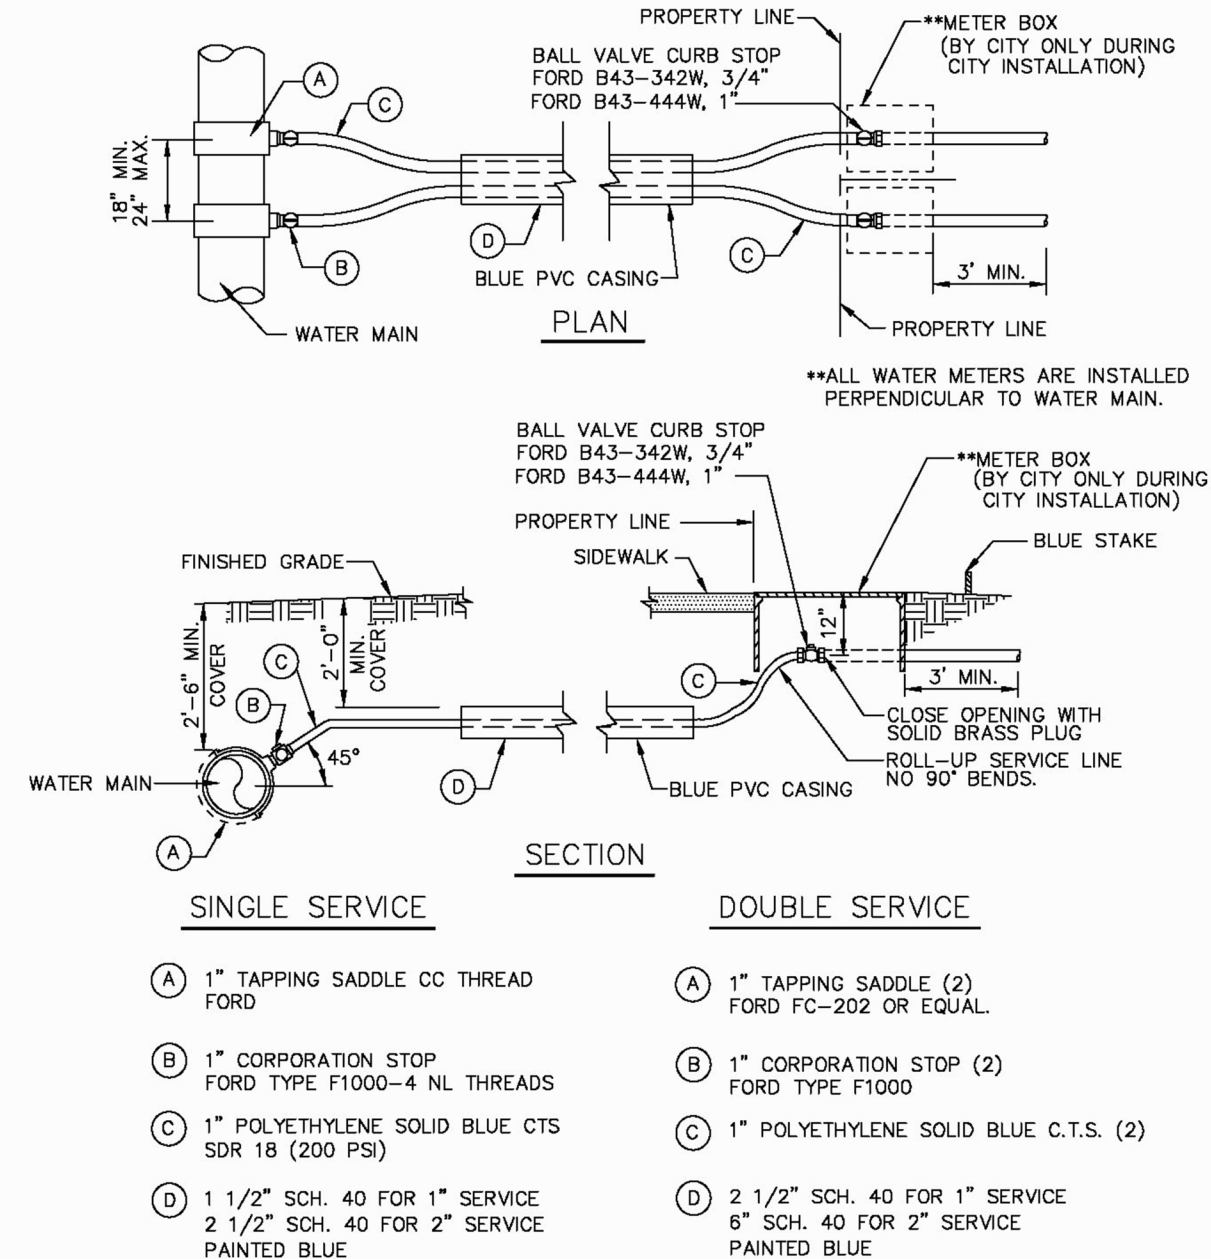 PROPERTY LINE
**METER BOX
(BY CITY ONLY DURING
CITY INSTALLATION)
BALL VALVE CURB STOP
FORD B43-342W, 3/4"
FORD B43-444W, 1"
A
C
18" MIN.
24" MAX.
B
D
BLUE PVC CASING
C
3' MIN.
WATER MAIN
PLAN
PROPERTY LINE
**ALL WATER METERS ARE INSTALLED
PERPENDICULAR TO WATER MAIN.
BALL VALVE CURB STOP
FORD B43-342W, 3/4"
FORD B43-444W, 1"
**METER BOX
(BY CITY ONLY DURING
CITY INSTALLATION)
PROPERTY LINE
BLUE STAKE
FINISHED GRADE
SIDEWALK
2'-6" MIN.
COVER
2'-0"
MIN.
COVER
12"
C
B
C
3' MIN.
45°
CLOSE OPENING WITH
SOLID BRASS PLUG
ROLL-UP SERVICE LINE
NO 90° BENDS.
WATER MAIN
D
BLUE PVC CASING
A
SECTION
SINGLE SERVICE
A 1" TAPPING SADDLE CC THREAD
FORD
B 1" CORPORATION STOP
FORD TYPE F1000-4 NL THREADS
C 1" POLYETHYLENE SOLID BLUE CTS
SDR 18 (200 PSI)
D 1 1/2" SCH. 40 FOR 1" SERVICE
2 1/2" SCH. 40 FOR 2" SERVICE
PAINTED BLUE
DOUBLE SERVICE
A 1" TAPPING SADDLE (2)
FORD FC-202 OR EQUAL.
B 1" CORPORATION STOP (2)
FORD TYPE F1000
C 1" POLYETHYLENE SOLID BLUE C.T.S. (2)
D 2 1/2" SCH. 40 FOR 1" SERVICE
6" SCH. 40 FOR 2" SERVICE
PAINTED BLUE